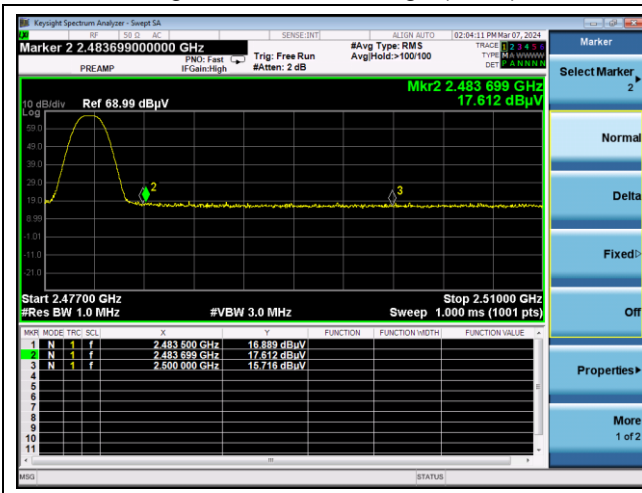 Keysight Spectrum Analyzer - Swept SA
RF 50 Ω AC SENSE:INT ALIGN AUTO 02:04:11 PM Mar 07, 2024
Marker 2 2.483699000000 GHz
PREAMP
PNO: Fast
IFGain:High
Trig: Free Run
#Atten: 2 dB
#Avg Type: RMS
Avg|Hold:>100/100
TRACE 1 2 3 4 5 6
TYPE M A WWWW
DET P A N N N N
Mkr2 2.483 699 GHz
17.612 dBµV
10 dB/div Ref 68.99 dBµV
Log
59.0
49.0
39.0
29.0
19.0
8.99
-1.01
-11.0
-21.0
2
3
Start 2.47700 GHz Stop 2.51000 GHz
#Res BW 1.0 MHz #VBW 3.0 MHz Sweep 1.000 ms (1001 pts)
MKR MODE TRC SCL X Y FUNCTION FUNCTION WIDTH FUNCTION VALUE
1 N 1 f 2.483 500 GHz 16.889 dBuV
2 N 1 f 2.483 699 GHz 17.612 dBuV
3 N 1 f 2.500 000 GHz 15.716 dBuV
4
5
6
7
8
9
10
11
MSG STATUS
Marker
Select Marker
2
Normal
Delta
Fixed
Off
Properties
More
1 of 2